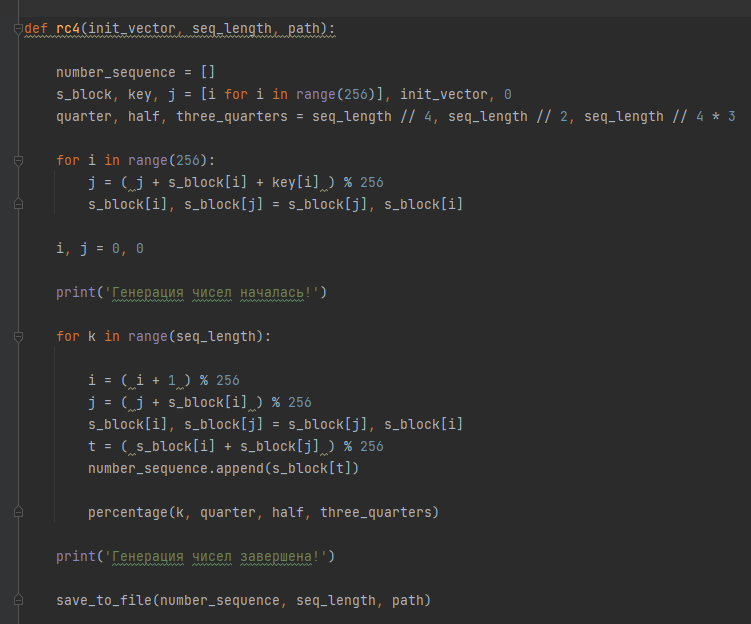 def rc4(init_vector, seq_length, path):
number_sequence = []
s_block, key, j = [i for i in range(256)], init_vector, 0
quarter, half, three_quarters = seq_length // 4, seq_length // 2, seq_length // 4 * 3
for i in range(256):
j = ( j + s_block[i] + key[i] ) % 256
s_block[i], s_block[j] = s_block[j], s_block[i]
i, j = 0, 0
print('Генерация чисел началась!')
for k in range(seq_length):
i = ( i + 1 ) % 256
j = ( j + s_block[i] ) % 256
s_block[i], s_block[j] = s_block[j], s_block[i]
t = ( s_block[i] + s_block[j] ) % 256
number_sequence.append(s_block[t])
percentage(k, quarter, half, three_quarters)
print('Генерация чисел завершена!')
save_to_file(number_sequence, seq_length, path)